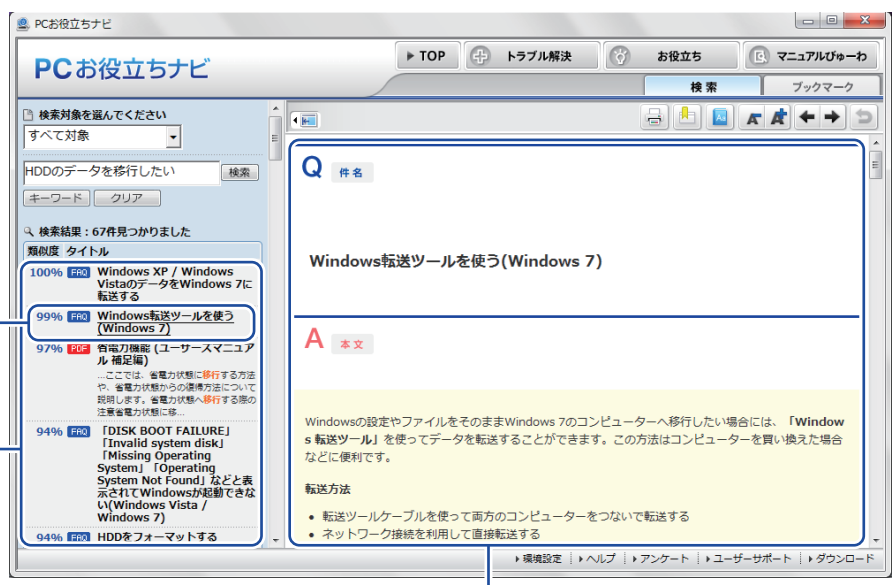 PCお役立ちナビ
PCお役立ちナビ
TOP
トラブル解決
お役立ち
マニュアルびゅーわ
検 索
ブックマーク
検索対象を選んでください
すべて対象
HDDのデータを移行したい
検索
キーワード
クリア
検索結果：67件見つかりました
類似度 タイトル
100% FAQ Windows XP / Windows
VistaのデータをWindows 7に
転送する
99% FAQ Windows転送ツールを使う
(Windows 7)
97% PDF 省電力機能 (ユーザーズマニュア
ル 補足編)
...ここでは、省電力状態に移行する方法
や、省電力状態からの復帰方法について
説明します。省電力状態へ移行する際の
注意省電力状態に移...
94% FAQ 「DISK BOOT FAILURE」
「Invalid system disk」
「Missing Operating
System」「Operating
System Not Found」などと表
示されてWindowsが起動できな
い(Windows Vista /
Windows 7)
94% FAQ HDDをフォーマットする
Q 件 名
Windows転送ツールを使う(Windows 7)
A 本 文
Windowsの設定やファイルをそのままWindows 7のコンピューターへ移行したい場合には、「Window
s 転送ツール」を使ってデータを転送することができます。この方法はコンピューターを買い換えた場合
などに便利です。
転送方法
• 転送ツールケーブルを使って両方のコンピューターをつないで転送する
• ネットワーク接続を利用して直接転送する
環境設定
ヘルプ
アンケート
ユーザーサポート
ダウンロード